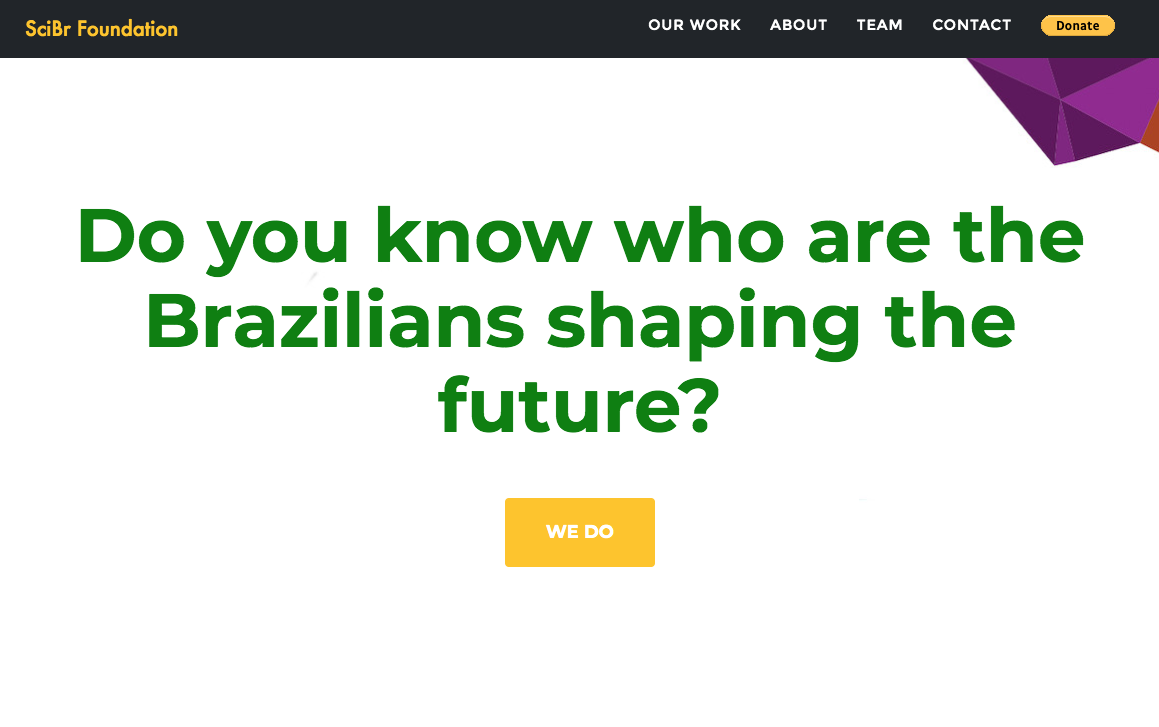 SciBr Foundation
OUR WORK ABOUT TEAM CONTACT Donate
Do you know who are the
Brazilians shaping the
future?
WE DO